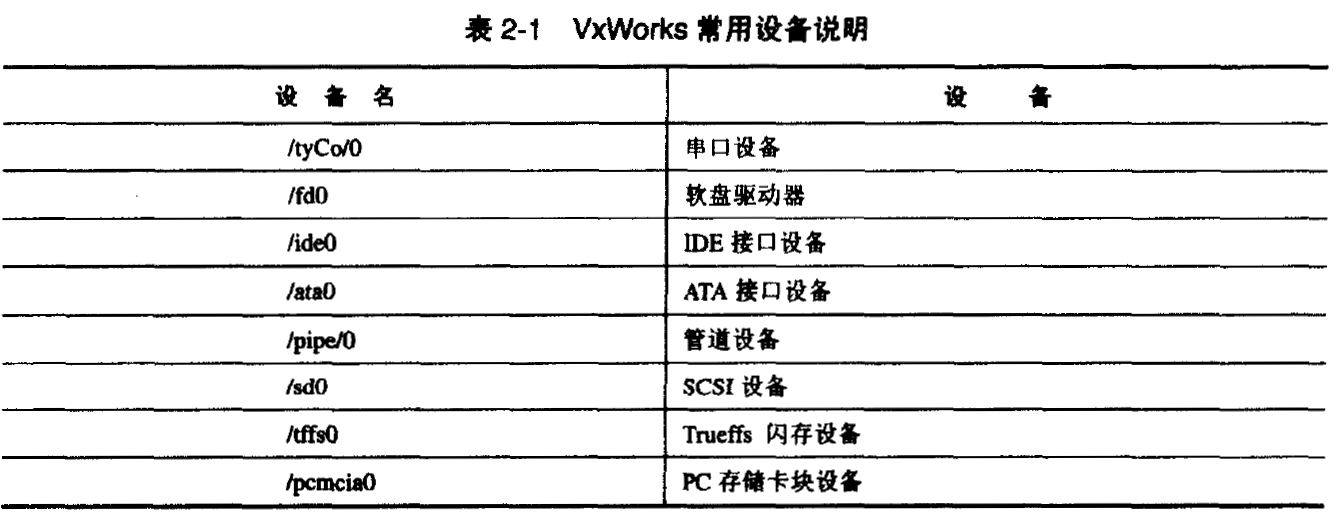 表 2-1 VxWorks 常用设备说明
设 备 名 设 备
/tyCo/0 串口设备
/fd0 软盘驱动器
/ide0 IDE 接口设备
/ata0 ATA 接口设备
/pipe/0 管道设备
/sd0 SCSI 设备
/tffs0 Trueffs 闪存设备
/pcmcia0 PC 存储卡块设备